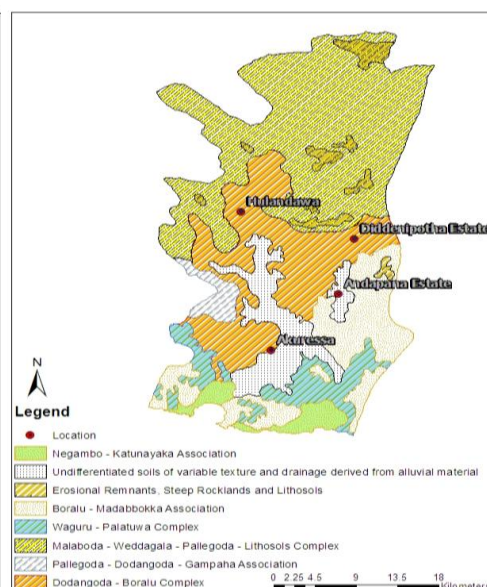 Hulandawa
Diddenipotha Estate
Andapana Estate
Akuressa
N
Legend
Location
Negambo - Katunayaka Association
Undifferentiated soils of variable texture and drainage derived from alluvial material
Erosional Remnants, Steep Rocklands and Lithosols
Boralu - Madabbokka Association
Waguru - Palatuwa Complex
Malaboda - Weddagala - Pallegoda - Lithosols Complex
Pallegoda - Dodangoda - Gampaha Association
Dodangoda - Boralu Complex
0 2.25 4.5 9 13.5 18
Kilometers